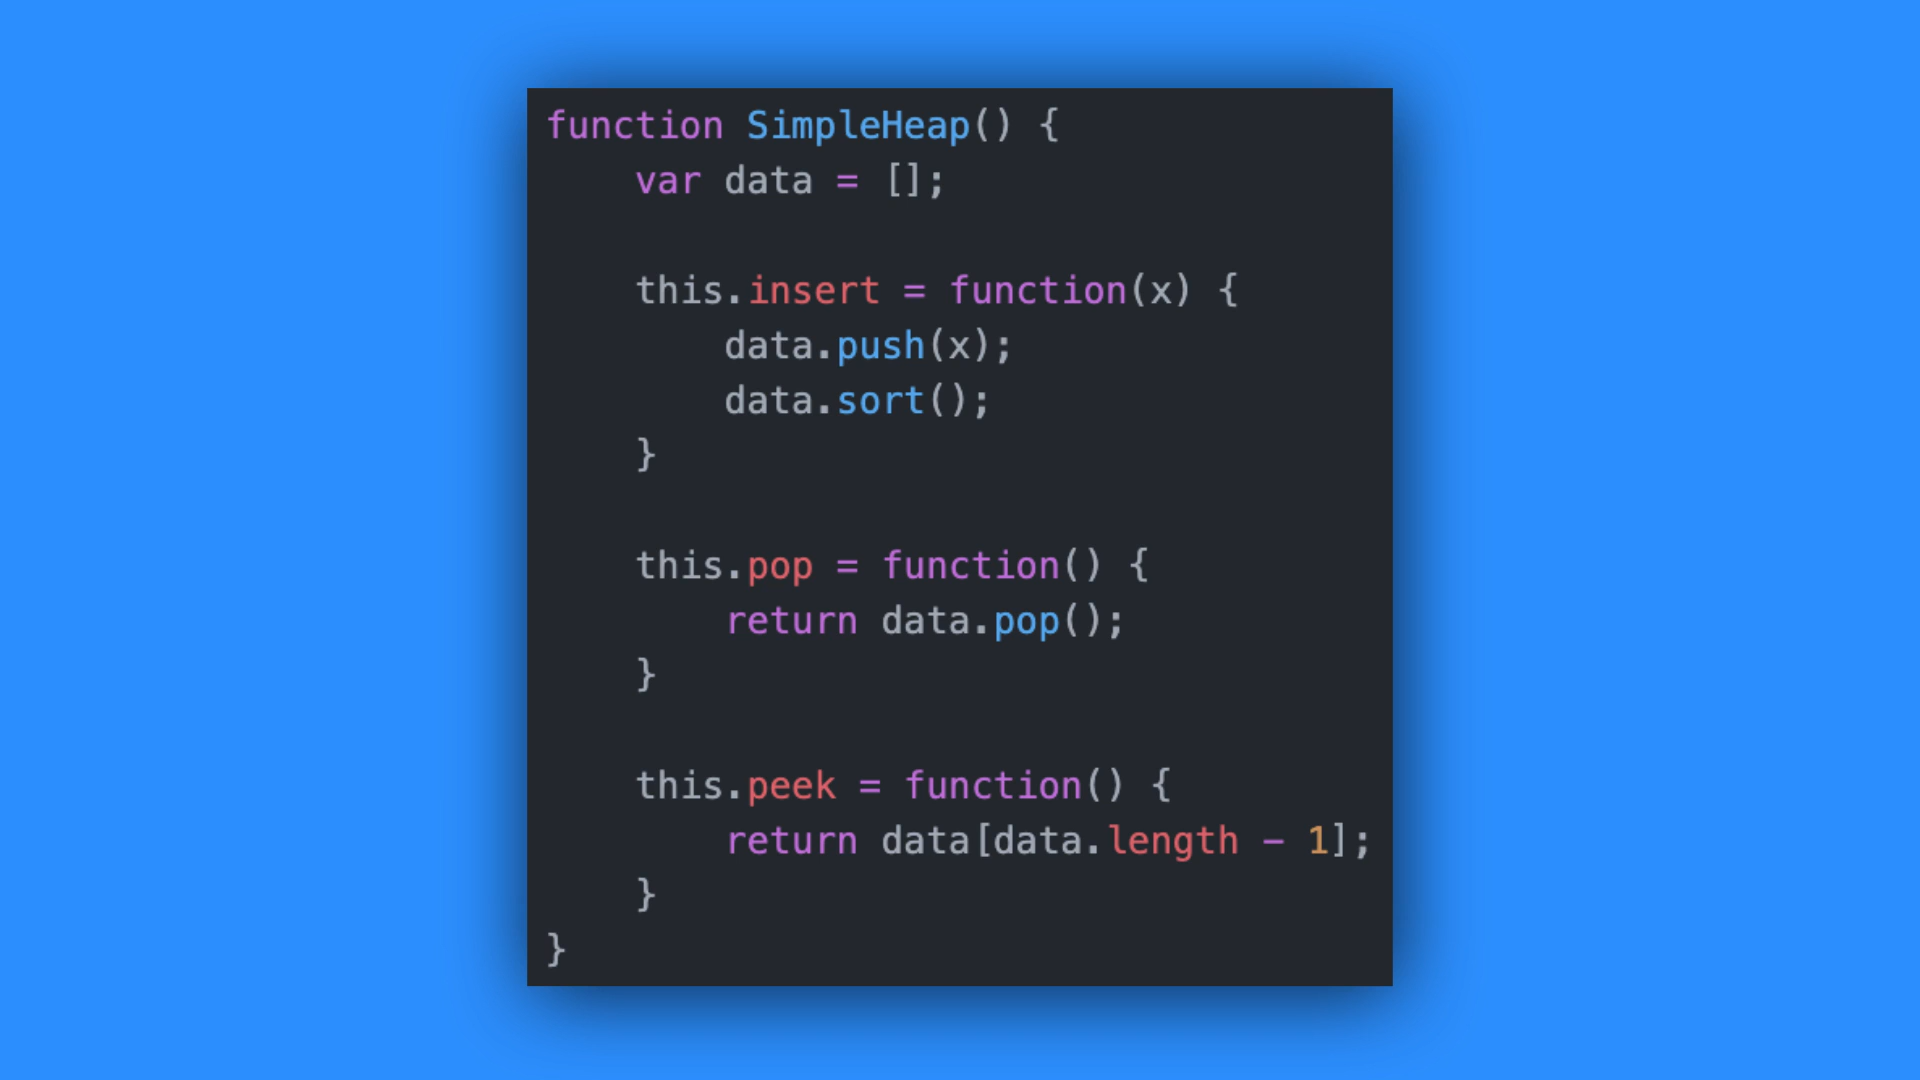 function SimpleHeap() {
    var data = [];

    this.insert = function(x) {
        data.push(x);
        data.sort();
    }

    this.pop = function() {
        return data.pop();
    }

    this.peek = function() {
        return data[data.length - 1];
    }
}